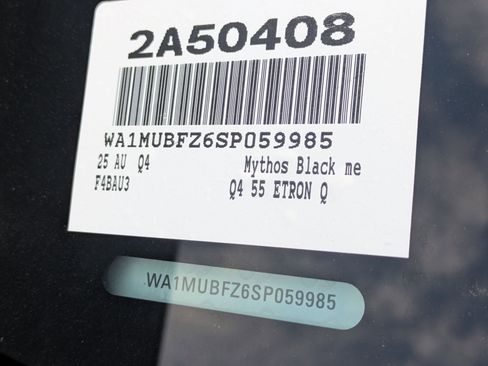 2A50408
WA1MUBFZ6SP059985
25 AU Q4 Mythos Black me
F4BAU3 Q4 55 ETRON Q
WA1MUBFZ6SP059985